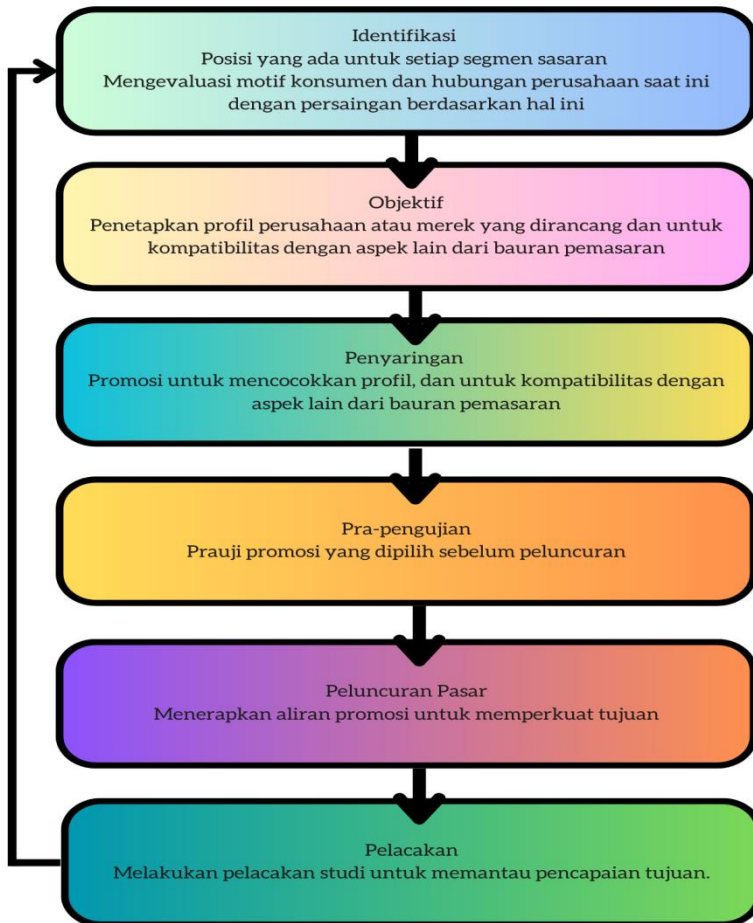 Identifikasi
Posisi yang ada untuk setiap segmen sasaran
Mengevaluasi motif konsumen dan hubungan perusahaan saat ini
dengan persaingan berdasarkan hal ini
Objektif
Penetapkan profil perusahaan atau merek yang dirancang dan untuk
kompatibilitas dengan aspek lain dari bauran pemasaran
Penyaringan
Promosi untuk mencocokkan profil, dan untuk kompatibilitas dengan
aspek lain dari bauran pemasaran
Pra-pengujian
Prauji promosi yang dipilih sebelum peluncuran
Peluncuran Pasar
Menerapkan aliran promosi untuk memperkuat tujuan
Pelacakan
Melakukan pelacakan studi untuk memantau pencapaian tujuan.